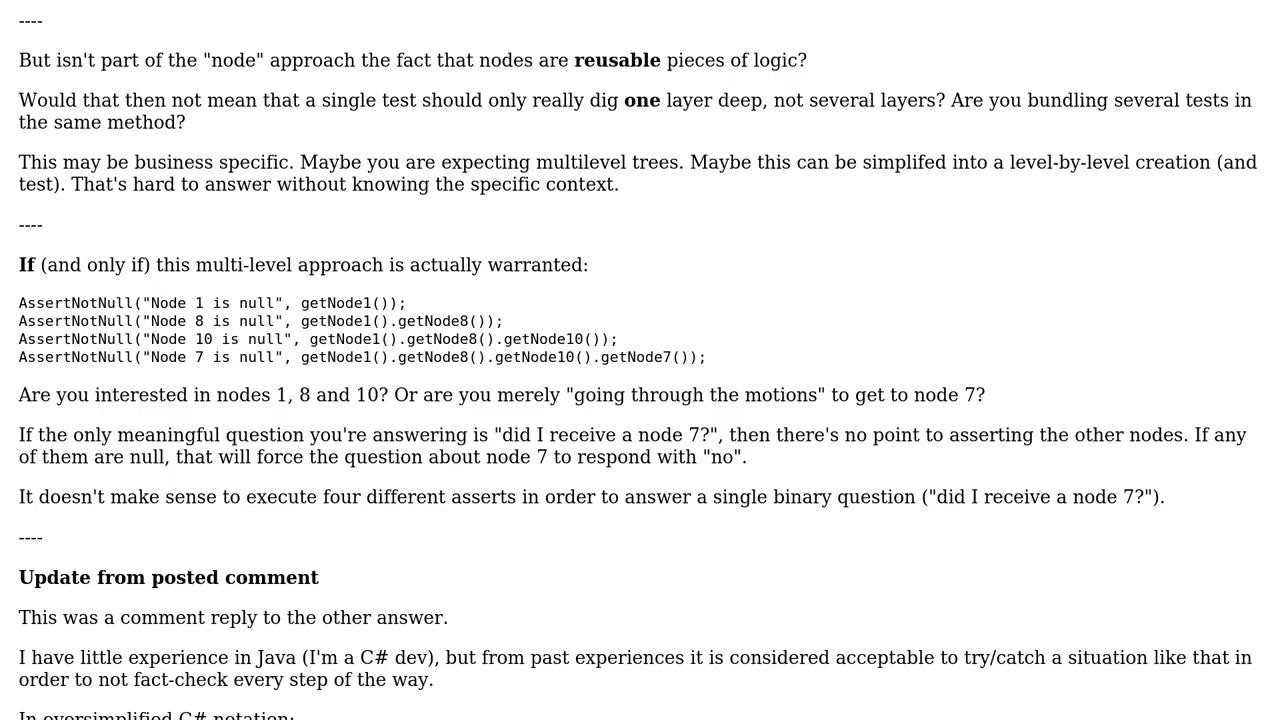 ----
But isn't part of the "node" approach the fact that nodes are reusable pieces of logic?
Would that then not mean that a single test should only really dig one layer deep, not several layers? Are you bundling several tests in
the same method?
This may be business specific. Maybe you are expecting multilevel trees. Maybe this can be simplifed into a level-by-level creation (and
test). That's hard to answer without knowing the specific context.
----
If (and only if) this multi-level approach is actually warranted:
AssertNotNull("Node 1 is null", getNode1());
AssertNotNull("Node 8 is null", getNode1().getNode8());
AssertNotNull("Node 10 is null", getNode1().getNode8().getNode10());
AssertNotNull("Node 7 is null", getNode1().getNode8().getNode10().getNode7());
Are you interested in nodes 1, 8 and 10? Or are you merely "going through the motions" to get to node 7?
If the only meaningful question you're answering is "did I receive a node 7?", then there's no point to asserting the other nodes. If any
of them are null, that will force the question about node 7 to respond with "no".
It doesn't make sense to execute four different asserts in order to answer a single binary question ("did I receive a node 7?").
----
Update from posted comment
This was a comment reply to the other answer.
I have little experience in Java (I'm a C# dev), but from past experiences it is considered acceptable to try/catch a situation like that in
order to not fact-check every step of the way.
In oversimplified C# notation: